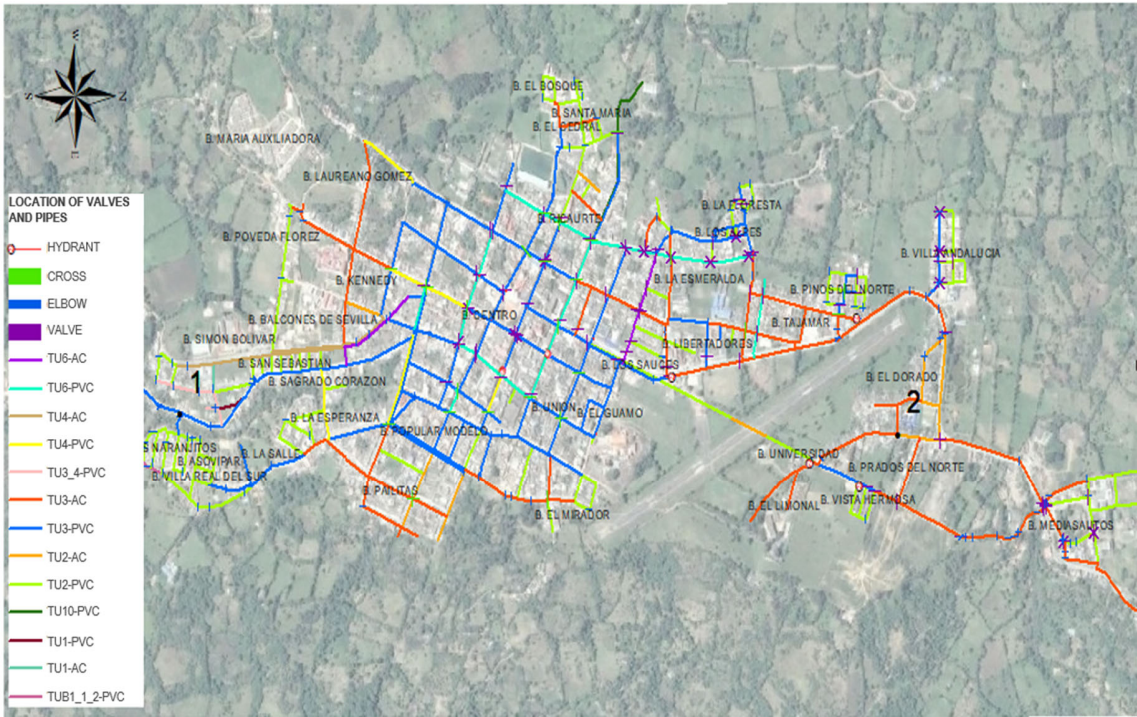 W
S
N
E
B. EL BOSQUE
B. SANTA MARIA
B. EL CEDRAL
B. MARIA AUXILIADORA
B. LAUREANO GOMEZ
B. LA FLORESTA
B. RICAURTE
B. POVEDA FLOREZ
B. LOS ALPES
B. VILLA ANDALUCIA
B. KENNEDY
B. LA ESMERALDA
B. PINOS DEL NORTE
B. BALCONES DE SEVILLA
B. CENTRO
B. TAJAMAR
B. SIMON BOLIVAR
B. LIBERTADORES
B. SAN SEBASTIAN
B. LOS SAUCES
1
B. SAGRADO CORAZON
B. EL DORADO
2
B. LA ESPERANZA
B. UNION
B. EL GUAMO
B. POPULAR MODELO
S NARANJITOS
B. LA SALLE
B. UNIVERSIDAD
B. ASOVIPAR
B. PRADOS DEL NORTE
B. VILLA REAL DEL SUR
B. PAILITAS
B. VISTA HERMOSA
B. EL LIMONAL
B. EL MIRADOR
B. MEDIASALITOS
LOCATION OF VALVES
AND PIPES
HYDRANT
CROSS
ELBOW
VALVE
TU6-AC
TU6-PVC
TU4-AC
TU4-PVC
TU3_4-PVC
TU3-AC
TU3-PVC
TU2-AC
TU2-PVC
TU10-PVC
TU1-PVC
TU1-AC
TUB1_1_2-PVC